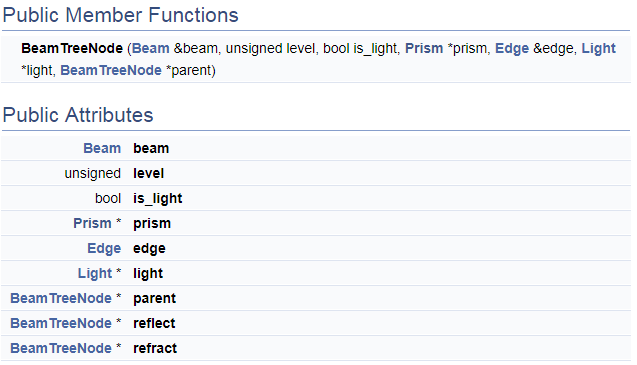 Public Member Functions
BeamTreeNode (Beam &beam, unsigned level, bool is_light, Prism *prism, Edge &edge, Light
*light, BeamTreeNode *parent)
Public Attributes
Beam beam
unsigned level
bool is_light
Prism * prism
Edge edge
Light * light
BeamTreeNode * parent
BeamTreeNode * reflect
BeamTreeNode * refract